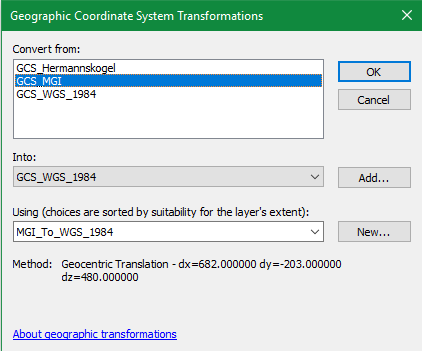 Geographic Coordinate System Transformations
Convert from:
GCS_Hermannskogel
GCS_MGI
GCS_WGS_1984
OK
Cancel
Into:
GCS_WGS_1984
Add...
Using (choices are sorted by suitability for the layer's extent):
MGI_To_WGS_1984
New...
Method: Geocentric Translation - dx=682.000000 dy=-203.000000
dz=480.000000
About geographic transformations